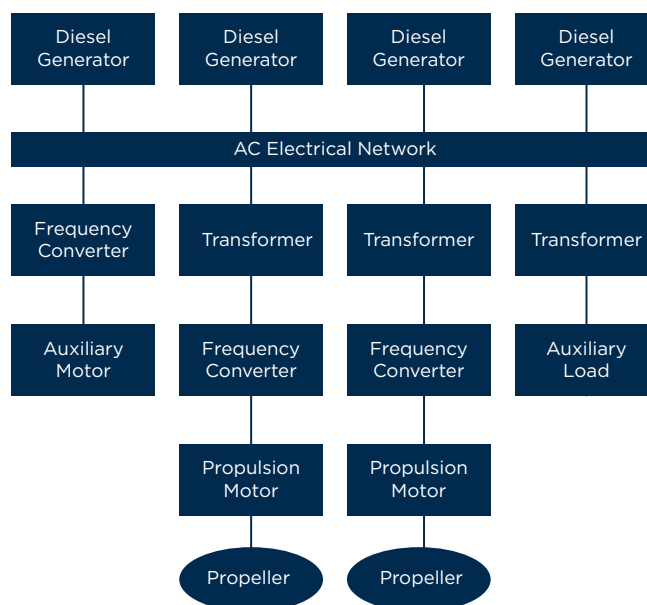 Diesel
Generator
Diesel
Generator
Diesel
Generator
Diesel
Generator
AC Electrical Network
Frequency
Converter
Transformer
Transformer
Transformer
Auxiliary
Motor
Frequency
Converter
Frequency
Converter
Auxiliary
Load
Propulsion
Motor
Propulsion
Motor
Propeller
Propeller